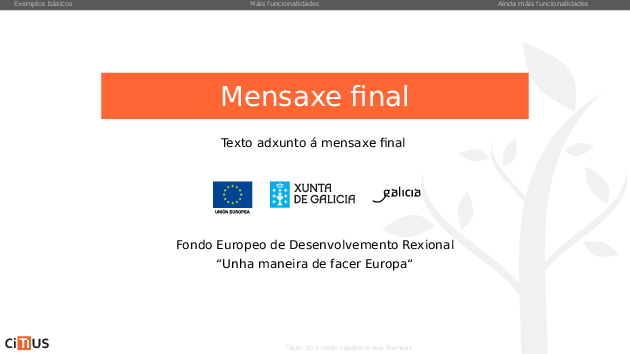 Exemplos básicos
Máis funcionalidades
Aínda máis funcionalidades
Mensaxe final
Texto adxunto á mensaxe final
UNIÓN EUROPEA
XUNTA
DE GALICIA
galicia
Fondo Europeo de Desenvolvemento Rexional
“Unha maneira de facer Europa“
CiTIUS
Título do evento (aparece nos frames)